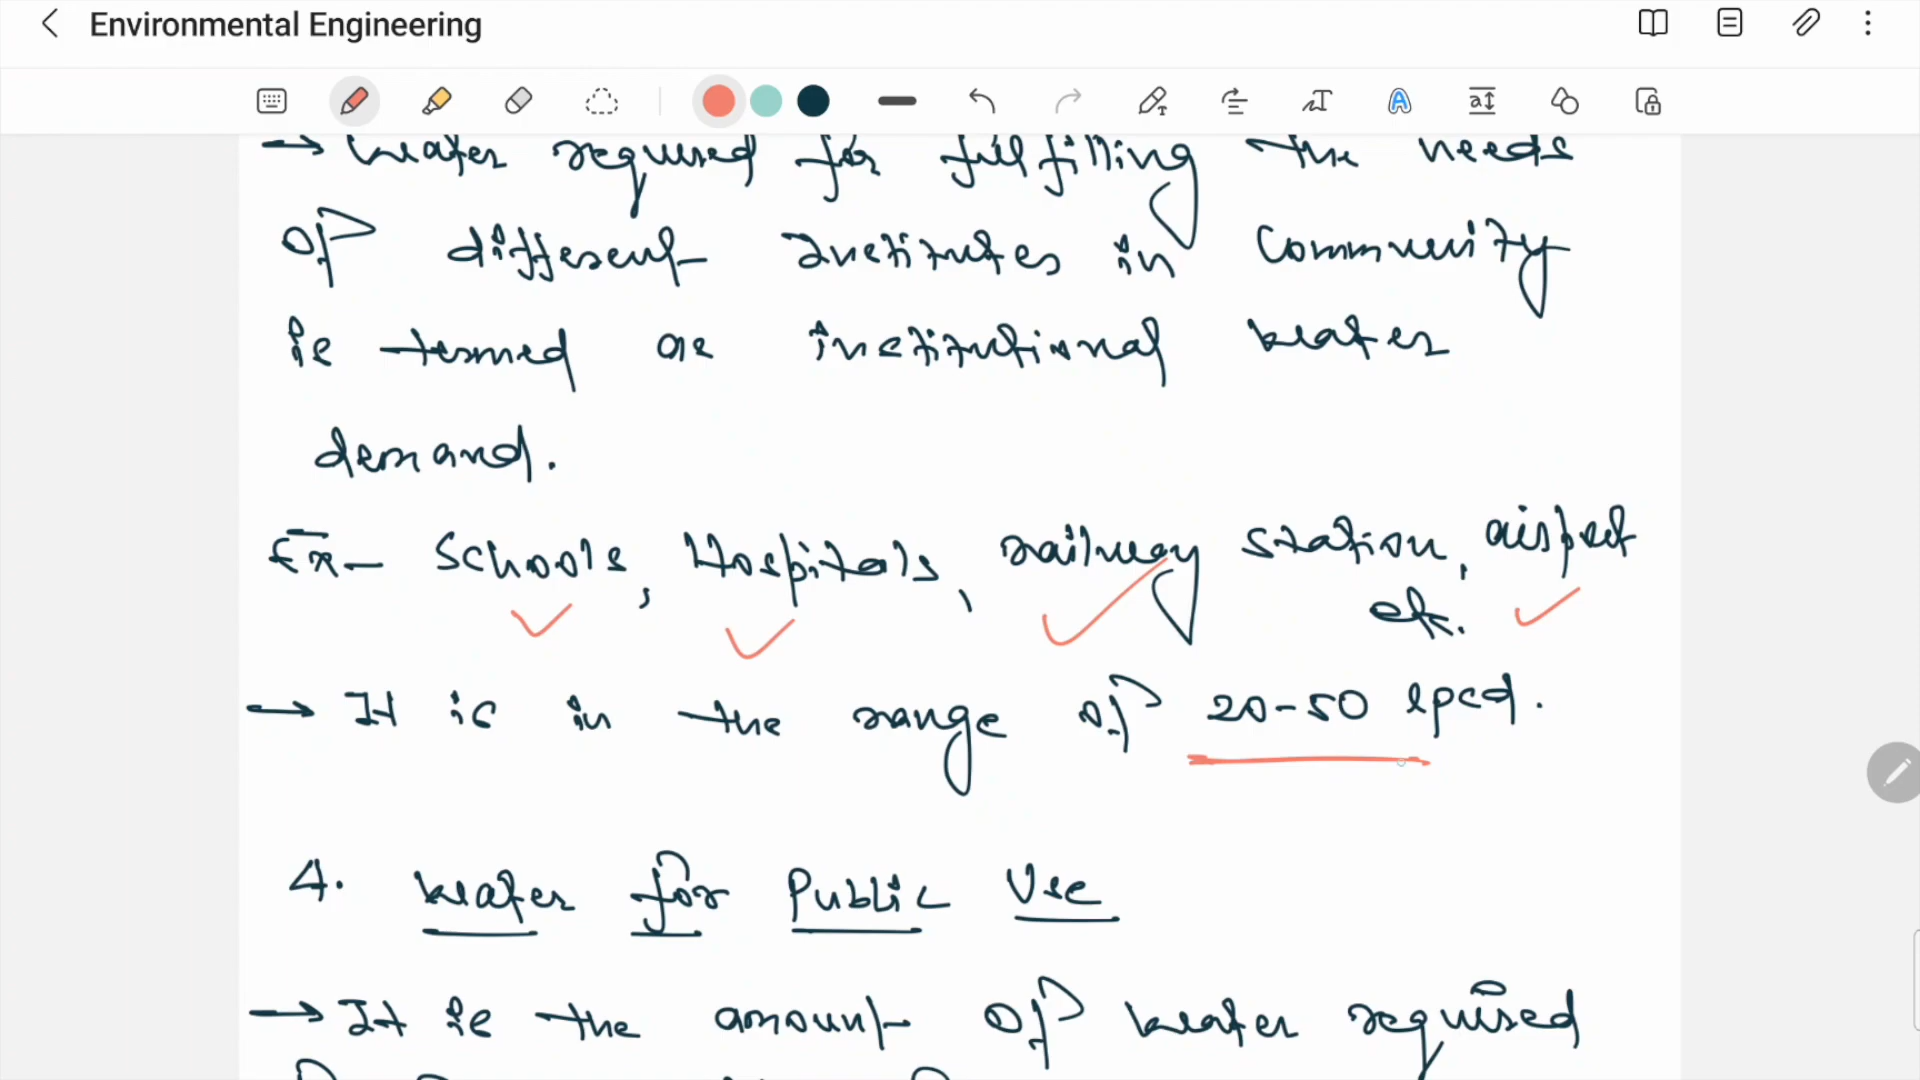 Environmental Engineering
→ Water required for fulfilling the needs
of different Institutes in Community
is termed as institutional water
demand.
Ex- Schools, Hospitals, railway station, airport
etc.
→ It is in the range of 20-50 lpcd.
4. Water for Public Use
→ It is the amount of water required